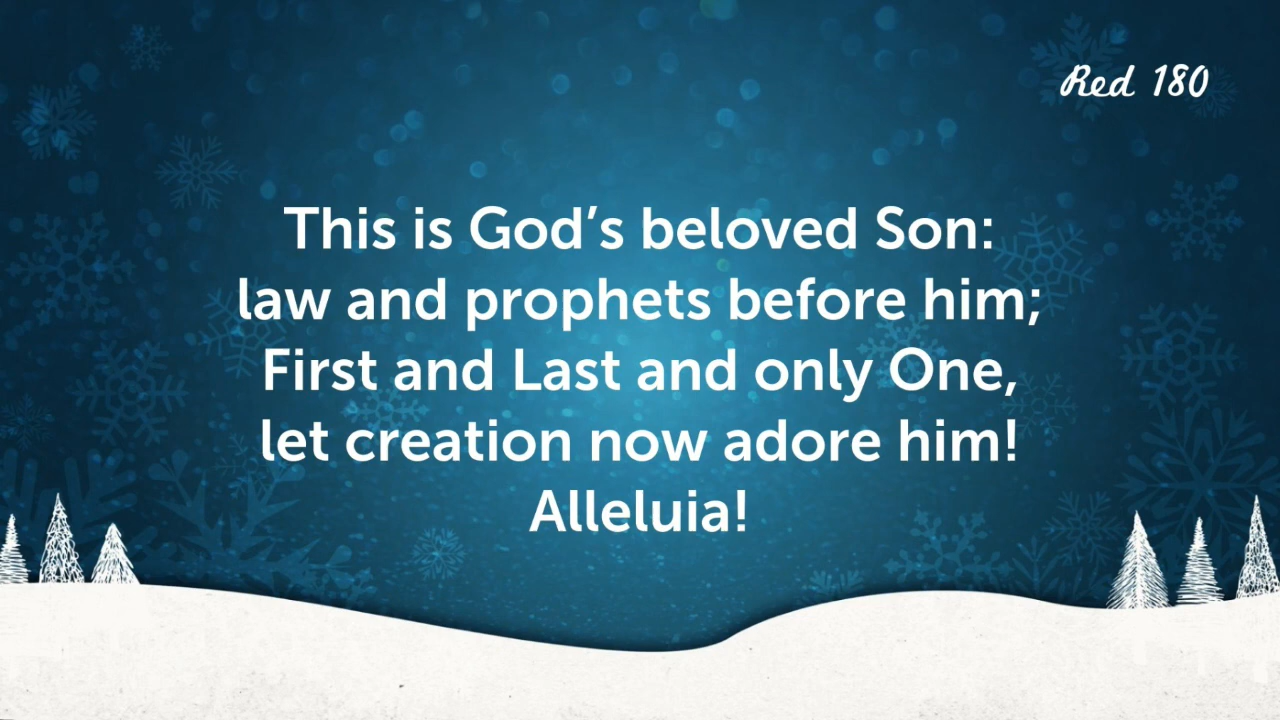 Red 180
This is God’s beloved Son:
law and prophets before him;
First and Last and only One,
let creation now adore him!
Alleluia!